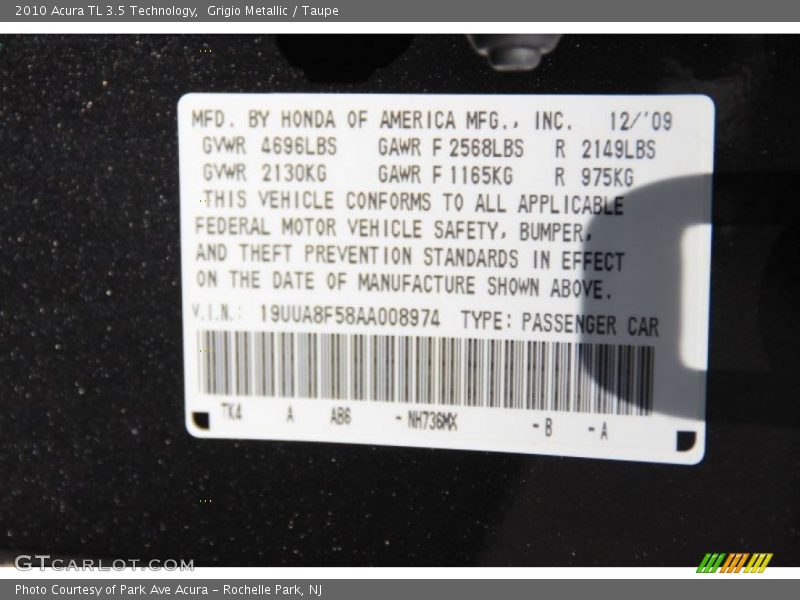 2010 Acura TL 3.5 Technology,  Grigio Metallic / Taupe
MFD. BY HONDA OF AMERICA MFG., INC. 12/'09
GVWR 4696LBS GAWR F 2568LBS R 2149LBS
GVWR 2130KG GAWR F 1165KG R 975KG
THIS VEHICLE CONFORMS TO ALL APPLICABLE
FEDERAL MOTOR VEHICLE SAFETY, BUMPER,
AND THEFT PREVENTION STANDARDS IN EFFECT
ON THE DATE OF MANUFACTURE SHOWN ABOVE.
V.I.N.: 19UUA8F58AA008974 TYPE: PASSENGER CAR
TK4 A AB6 -NH736MX -B -A
GTCARLOT.COM
Photo Courtesy of Park Ave Acura - Rochelle Park, NJ